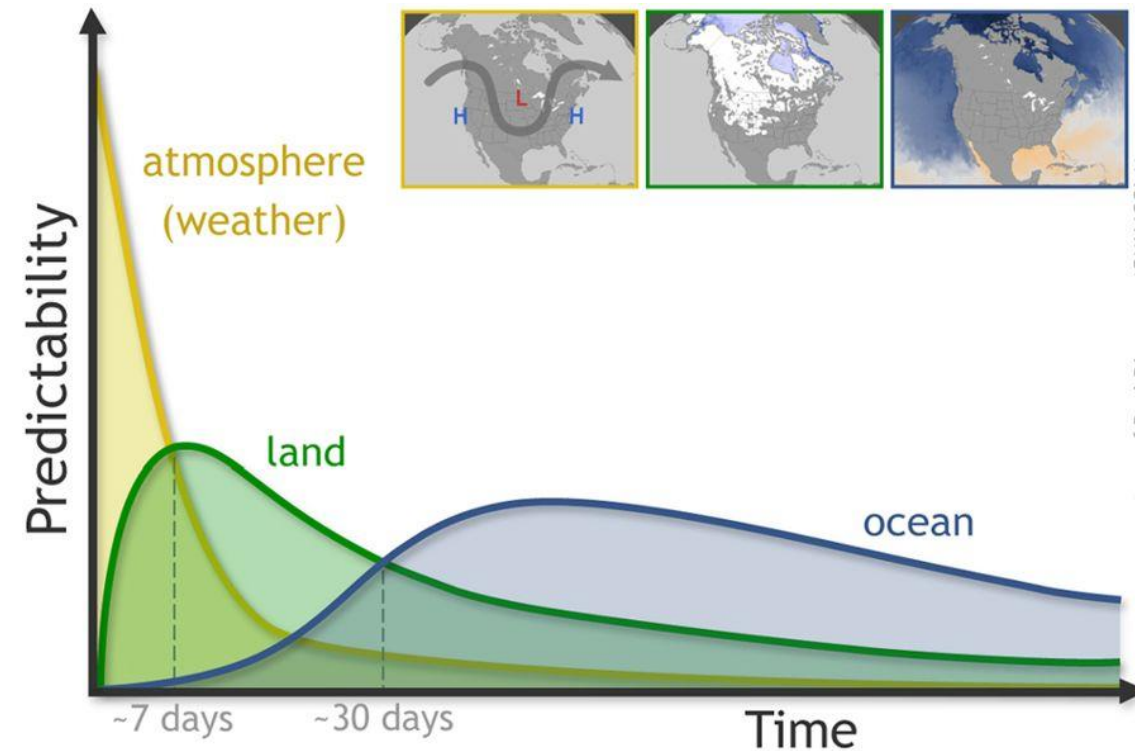 H
L
H
atmosphere
(weather)
land
ocean
Predictability
~7 days
~30 days
Time